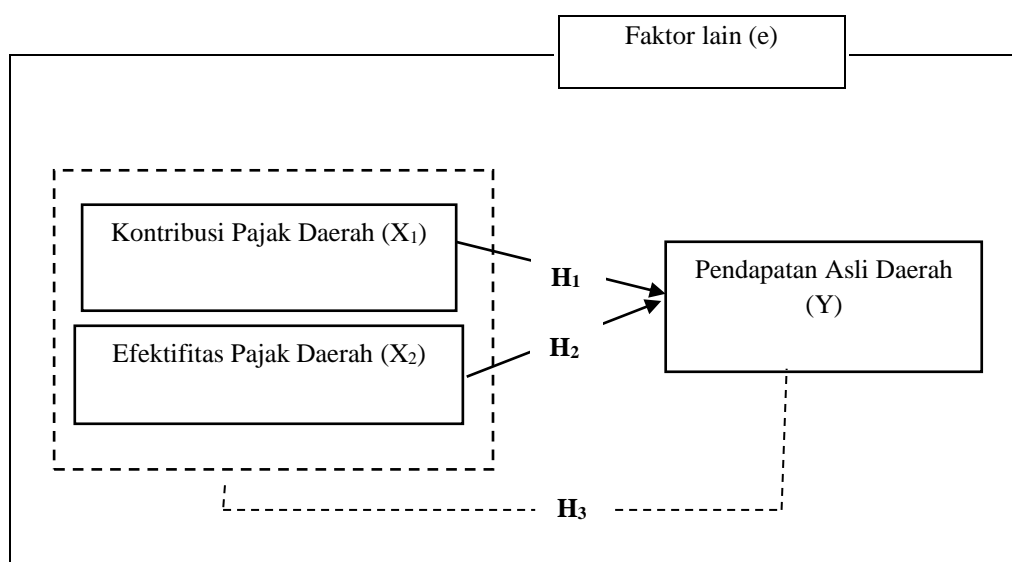 Faktor lain (e)
Kontribusi Pajak Daerah (X₁)
H₁
Pendapatan Asli Daerah
(Y)
Efektifitas Pajak Daerah (X₂)
H₂
H₃